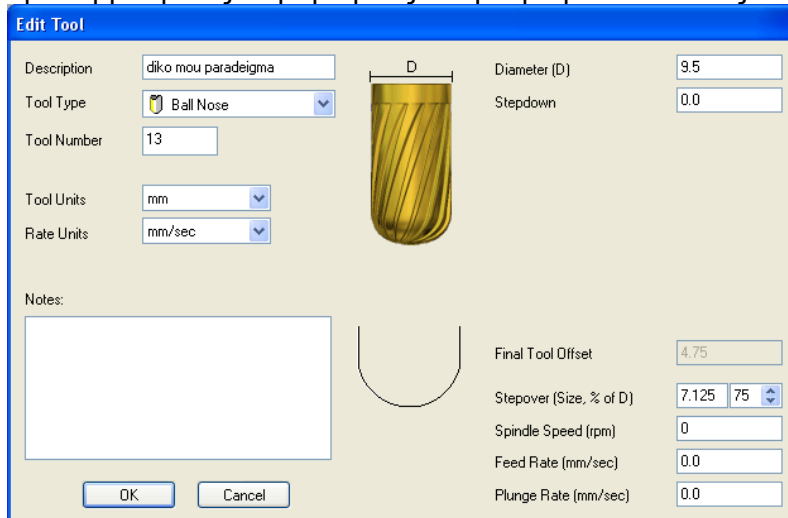 Edit Tool
Description diko mou paradeigma
D
Diameter (D) 9.5
Tool Type Ball Nose
Stepdown 0.0
Tool Number 13
Tool Units mm
Rate Units mm/sec
Notes:
Final Tool Offset 4.75
Stepover (Size, % of D) 7.125 75
Spindle Speed (rpm) 0
Feed Rate (mm/sec) 0.0
Plunge Rate (mm/sec) 0.0
OK Cancel